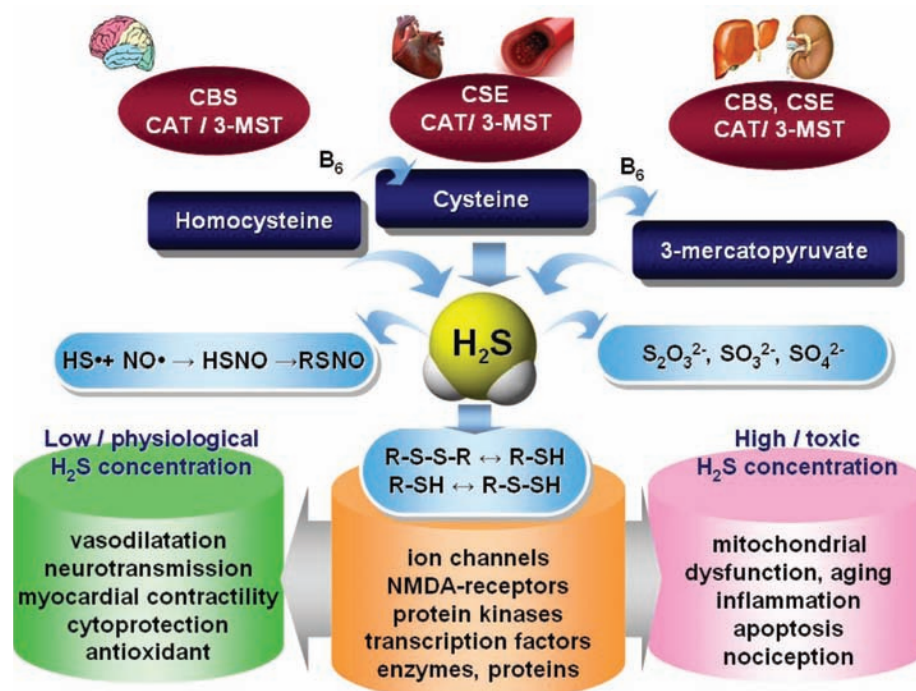 CBS
CAT / 3-MST
CSE
CAT/ 3-MST
CBS, CSE
CAT/ 3-MST
B₆
B₆
Homocysteine
Cysteine
3-mercatopyruvate
H₂S
HS•+ NO• → HSNO →RSNO
S₂O₃²⁻, SO₃²⁻, SO₄²⁻
Low / physiological
H₂S concentration
R-S-S-R ↔ R-SH
R-SH ↔ R-S-SH
High / toxic
H₂S concentration
vasodilatation
neurotransmission
myocardial contractility
cytoprotection
antioxidant
ion channels
NMDA-receptors
protein kinases
transcription factors
enzymes, proteins
mitochondrial
dysfunction, aging
inflammation
apoptosis
nociception